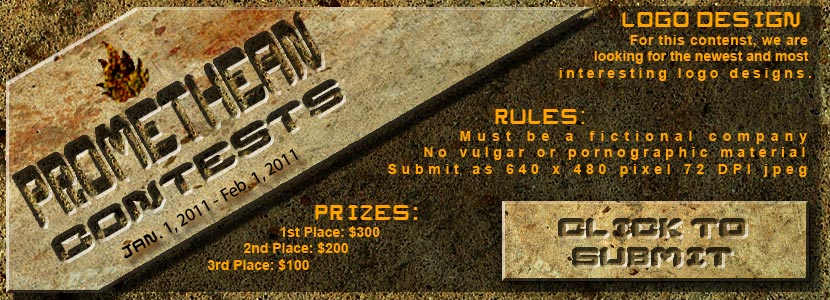 PROMETHEAN
CONTESTS
JAN. 1, 2011 - Feb. 1, 2011
LOGO DESIGN
For this contenst, we are
looking for the newest and most
interesting logo designs.
RULES:
Must be a fictional company
No vulgar or pornographic material
Submit as 640 x 480 pixel 72 DPI jpeg
PRIZES:
1st Place: $300
2nd Place: $200
3rd Place: $100
CLICK TO
SUBMIT